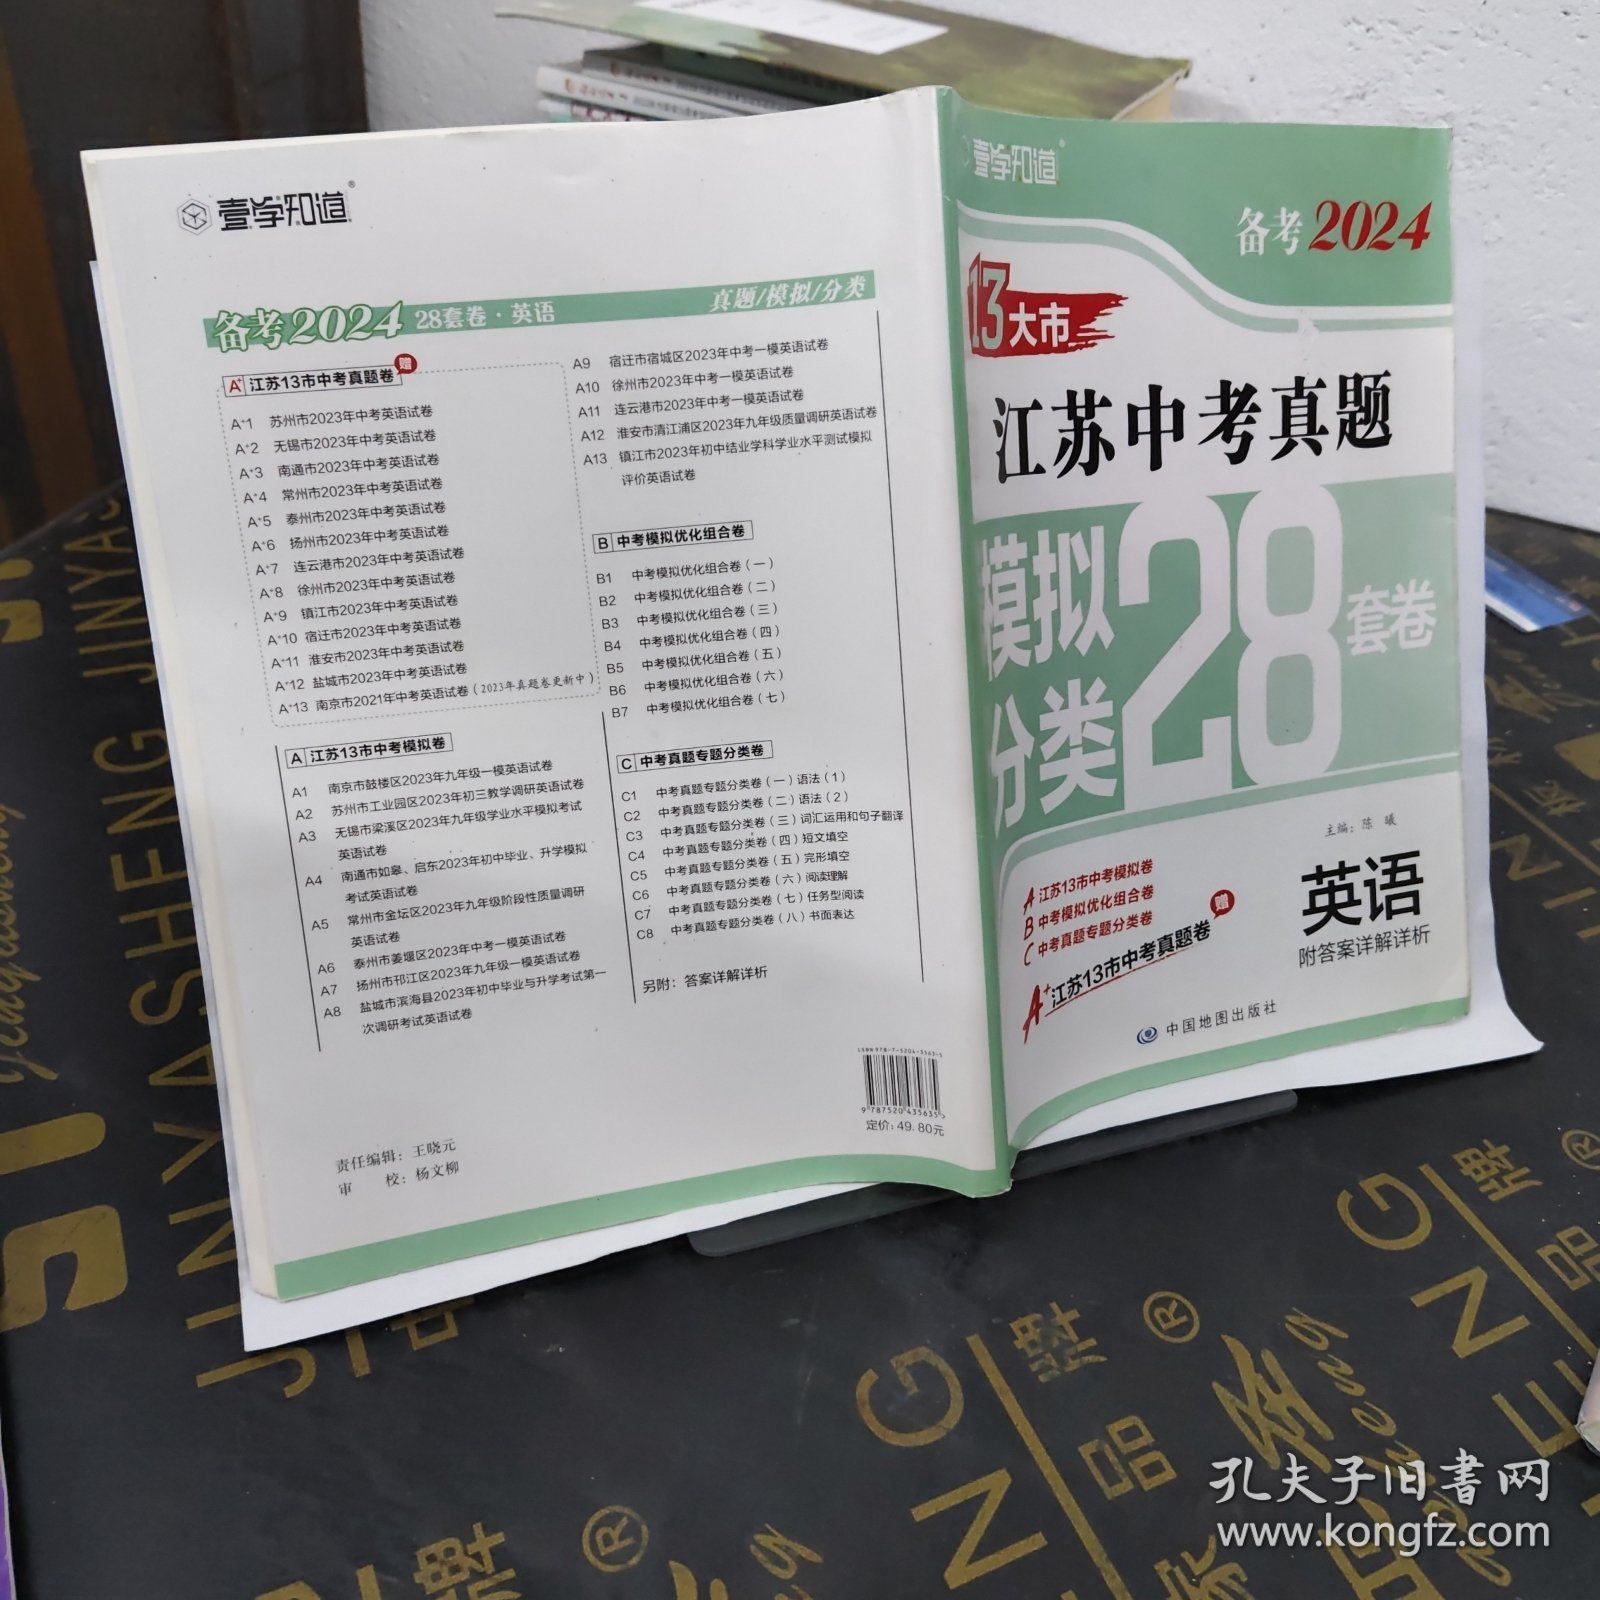 壹学知道®
备考2024 28套卷·英语 真题/模拟/分类
A⁺ 江苏13市中考真题卷 赠
A⁺1 苏州市2023年中考英语试卷
A⁺2 无锡市2023年中考英语试卷
A⁺3 南通市2023年中考英语试卷
A⁺4 常州市2023年中考英语试卷
A⁺5 泰州市2023年中考英语试卷
A⁺6 扬州市2023年中考英语试卷
A⁺7 连云港市2023年中考英语试卷
A⁺8 徐州市2023年中考英语试卷
A⁺9 镇江市2023年中考英语试卷
A⁺10 宿迁市2023年中考英语试卷
A⁺11 淮安市2023年中考英语试卷
A⁺12 盐城市2023年中考英语试卷
A⁺13 南京市2021年中考英语试卷(2023年真题卷更新中)
A 江苏13市中考模拟卷
A1 南京市鼓楼区2023年九年级一模英语试卷
A2 苏州市工业园区2023年初三教学调研英语试卷
A3 无锡市梁溪区2023年九年级学业水平模拟考试
英语试卷
A4 南通市如皋、启东2023年初中毕业、升学模拟
考试英语试卷
A5 常州市金坛区2023年九年级阶段性质量调研
英语试卷
A6 泰州市姜堰区2023年中考一模英语试卷
A7 扬州市邗江区2023年九年级一模英语试卷
A8 盐城市滨海县2023年初中毕业与升学考试第一
次调研考试英语试卷
A9 宿迁市宿城区2023年中考一模英语试卷
A10 徐州市2023年中考一模英语试卷
A11 连云港市2023年中考一模英语试卷
A12 淮安市清江浦区2023年九年级质量调研英语试卷
A13 镇江市2023年初中结业学科学业水平测试模拟
评价英语试卷
B 中考模拟优化组合卷
B1 中考模拟优化组合卷(一)
B2 中考模拟优化组合卷(二)
B3 中考模拟优化组合卷(三)
B4 中考模拟优化组合卷(四)
B5 中考模拟优化组合卷(五)
B6 中考模拟优化组合卷(六)
B7 中考模拟优化组合卷(七)
C 中考真题专题分类卷
C1 中考真题专题分类卷(一)语法(1)
C2 中考真题专题分类卷(二)语法(2)
C3 中考真题专题分类卷(三)词汇运用和句子翻译
C4 中考真题专题分类卷(四)短文填空
C5 中考真题专题分类卷(五)完形填空
C6 中考真题专题分类卷(六)阅读理解
C7 中考真题专题分类卷(七)任务型阅读
C8 中考真题专题分类卷(八)书面表达
另附：答案详解详析
ISBN 978-7-5204-3563-5
9 787520 435635
定价：49.80元
责任编辑：王晓元
审 校：杨文柳
壹学知道®
备考2024
13大市
江苏中考真题
模拟
分类
28
套卷
主编：陈曦
英语
附答案详解详析
A 江苏13市中考模拟卷
B 中考模拟优化组合卷
C 中考真题专题分类卷
A⁺江苏13市中考真题卷 赠
中国地图出版社
JINYASHENG JINYAS
JINYASH
牌
®
品
NG
®
牌
品
NG
®
牌
家
孔夫子旧书网
www.kongfz.com